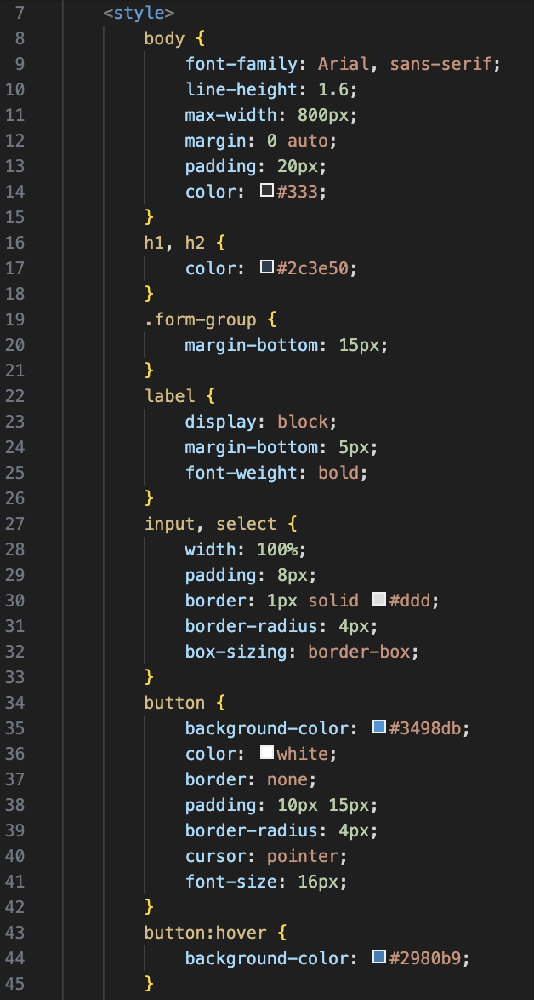 7 <style>
8 body {
9 font-family: Arial, sans-serif;
10 line-height: 1.6;
11 max-width: 800px;
12 margin: 0 auto;
13 padding: 20px;
14 color: #333;
15 }
16 h1, h2 {
17 color: #2c3e50;
18 }
19 .form-group {
20 margin-bottom: 15px;
21 }
22 label {
23 display: block;
24 margin-bottom: 5px;
25 font-weight: bold;
26 }
27 input, select {
28 width: 100%;
29 padding: 8px;
30 border: 1px solid #ddd;
31 border-radius: 4px;
32 box-sizing: border-box;
33 }
34 button {
35 background-color: #3498db;
36 color: white;
37 border: none;
38 padding: 10px 15px;
39 border-radius: 4px;
40 cursor: pointer;
41 font-size: 16px;
42 }
43 button:hover {
44 background-color: #2980b9;
45 }